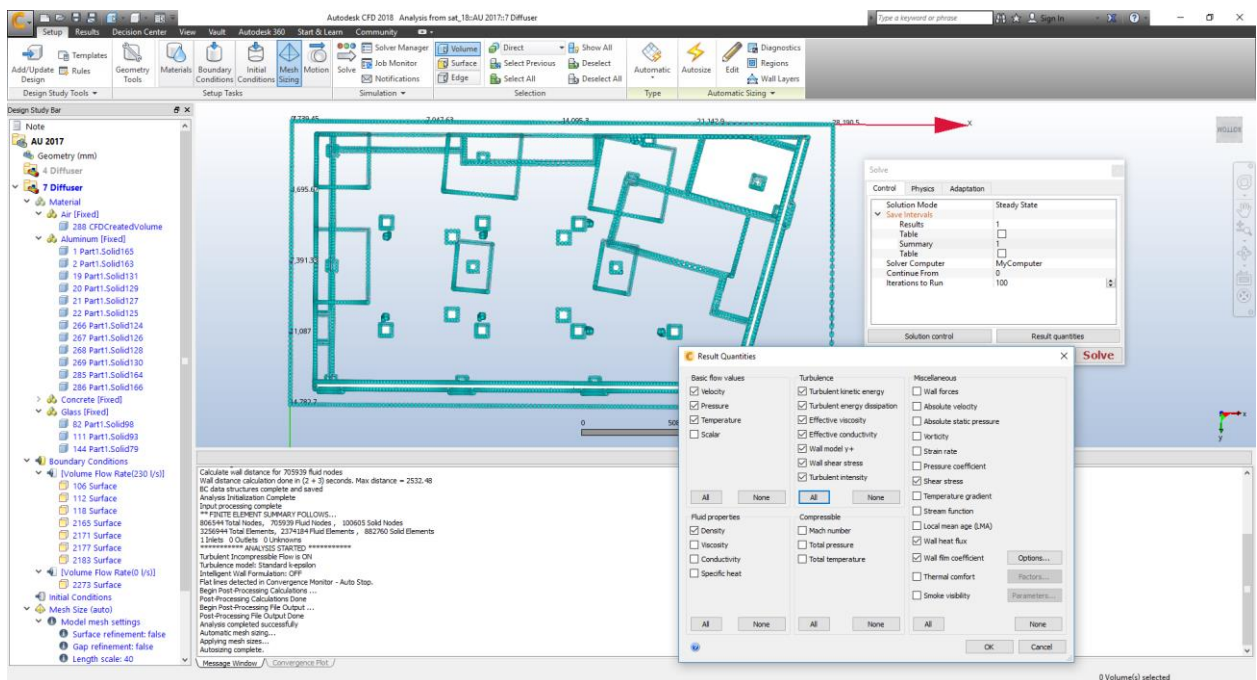 Autodesk CFD 2018 Analysis from sat_18::AU 2017::7 Diffuser
Type a keyword or phrase
Sign In
Setup Results Decision Center View Vault Autodesk 360 Start & Learn Community
Add/Update Design
Templates
Rules
Geometry Tools
Materials
Boundary Conditions
Initial Conditions
Mesh Sizing
Motion
Solve
Solver Manager
Job Monitor
Notifications
Volume
Surface
Edge
Direct
Select Previous
Select All
Show All
Deselect
Deselect All
Automatic
Autosize
Edit
Diagnostics
Regions
Wall Layers
Design Study Tools
Setup Tasks
Simulation
Selection
Type
Automatic Sizing
Design Study Bar
Note
AU 2017
Geometry (mm)
4 Diffuser
7 Diffuser
Material
Air [Fixed]
288 CFDCreatedVolume
Aluminum [Fixed]
1 Part1.Solid165
2 Part1.Solid163
19 Part1.Solid131
20 Part1.Solid129
21 Part1.Solid127
22 Part1.Solid125
266 Part1.Solid124
267 Part1.Solid126
268 Part1.Solid128
269 Part1.Solid130
285 Part1.Solid164
286 Part1.Solid166
Concrete [Fixed]
Glass [Fixed]
82 Part1.Solid98
111 Part1.Solid93
144 Part1.Solid79
Boundary Conditions
[Volume Flow Rate(230 l/s)]
106 Surface
112 Surface
118 Surface
2165 Surface
2171 Surface
2177 Surface
2183 Surface
[Volume Flow Rate(0 l/s)]
2273 Surface
Initial Conditions
Mesh Size (auto)
Model mesh settings
Surface refinement: false
Gap refinement: false
Length scale: 40
x
y
0
Solve
Control Physics Adaptation
Solution Mode Steady State
Save Intervals
Results 1
Table
Summary 1
Table
Solver Computer MyComputer
Continue From 0
Iterations to Run 100
Solution control Result quantities
Solve
Result Quantities
Basic flow values
Velocity
Pressure
Temperature
Scalar
All None
Turbulence
Turbulent kinetic energy
Turbulent energy dissipation
Effective viscosity
Effective conductivity
Wall model y+
Wall shear stress
Turbulent intensity
All None
Miscellaneous
Wall forces
Absolute velocity
Absolute static pressure
Vorticity
Strain rate
Pressure coefficient
Shear stress
Temperature gradient
Stream function
Local mean age (LMA)
Wall heat flux
Wall film coefficient Options...
Thermal comfort Factors...
Smoke visibility Parameters...
All None
Fluid properties
Density
Viscosity
Conductivity
Specific heat
All None
Compressible
Mach number
Total pressure
Total temperature
All None
OK Cancel
Calculate wall distance for 705939 fluid nodes
Wall distance calculation done in (2 + 3) seconds. Max distance = 2532.48
BC data structures complete and saved
Analysis Initialization Complete
Input processing complete
** FINITE ELEMENT SUMMARY FOLLOWS...
806544 Total Nodes, 705939 Fluid Nodes , 100605 Solid Nodes
3256944 Total Elements, 2374184 Fluid Elements , 882760 Solid Elements
1 Inlets 0 Outlets 0 Unknowns
*********** ANALYSIS STARTED ***********
Turbulent Incompressible Flow is ON
Turbulence model: Standard k-epsilon
Intelligent Wall Formulation: OFF
Flat lines detected in Convergence Monitor - Auto Stop.
Begin Post-Processing Calculations ...
Post-Processing Calculations Done
Begin Post-Processing File Output ...
Post-Processing File Output Done
Analysis completed successfully
Automatic mesh sizing...
Applying mesh sizes...
Autosizing complete.
Message Window Convergence Plot
0 Volume(s) selected